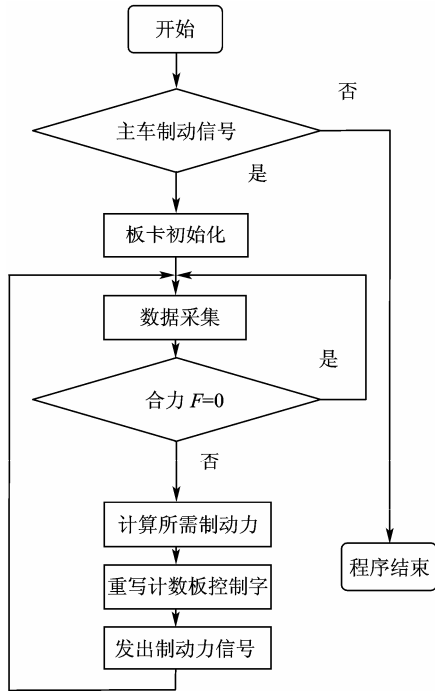 开始
否
主车制动信号
是
板卡初始化
数据采集
是
合力 F=0
否
计算所需制动力
重写计数板控制字
程序结束
发出制动力信号